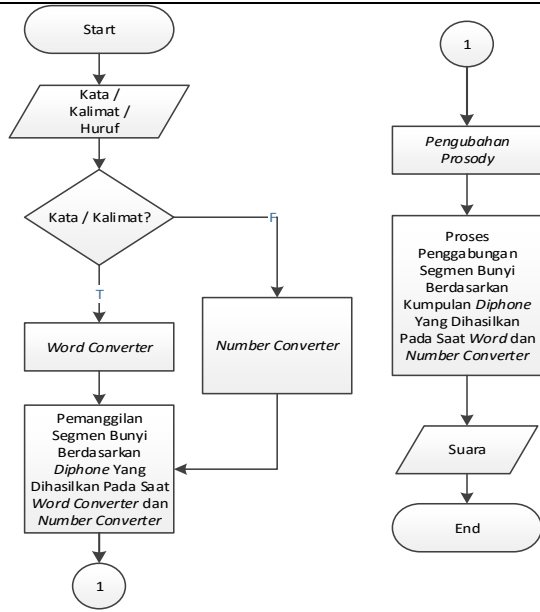 Start
Kata /
Kalimat /
Huruf
Kata / Kalimat?
F
T
Word Converter
Number Converter
Pemanggilan
Segmen Bunyi
Berdasarkan
Diphone Yang
Dihasilkan Pada Saat
Word Converter dan
Number Converter
1
1
Pengubahan
Prosody
Proses
Penggabungan
Segmen Bunyi
Berdasarkan
Kumpulan Diphone
Yang Dihasilkan
Pada Saat Word dan
Number Converter
Suara
End